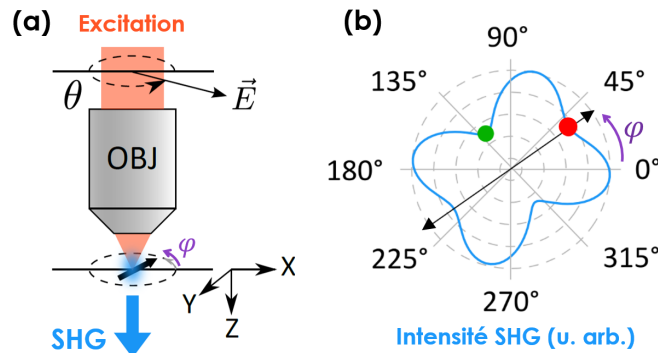 (a)
Excitation
θ
E
OBJ
φ
X
Y
Z
SHG
(b)
90°
135°
45°
φ
180°
0°
225°
315°
270°
Intensité SHG (u. arb.)